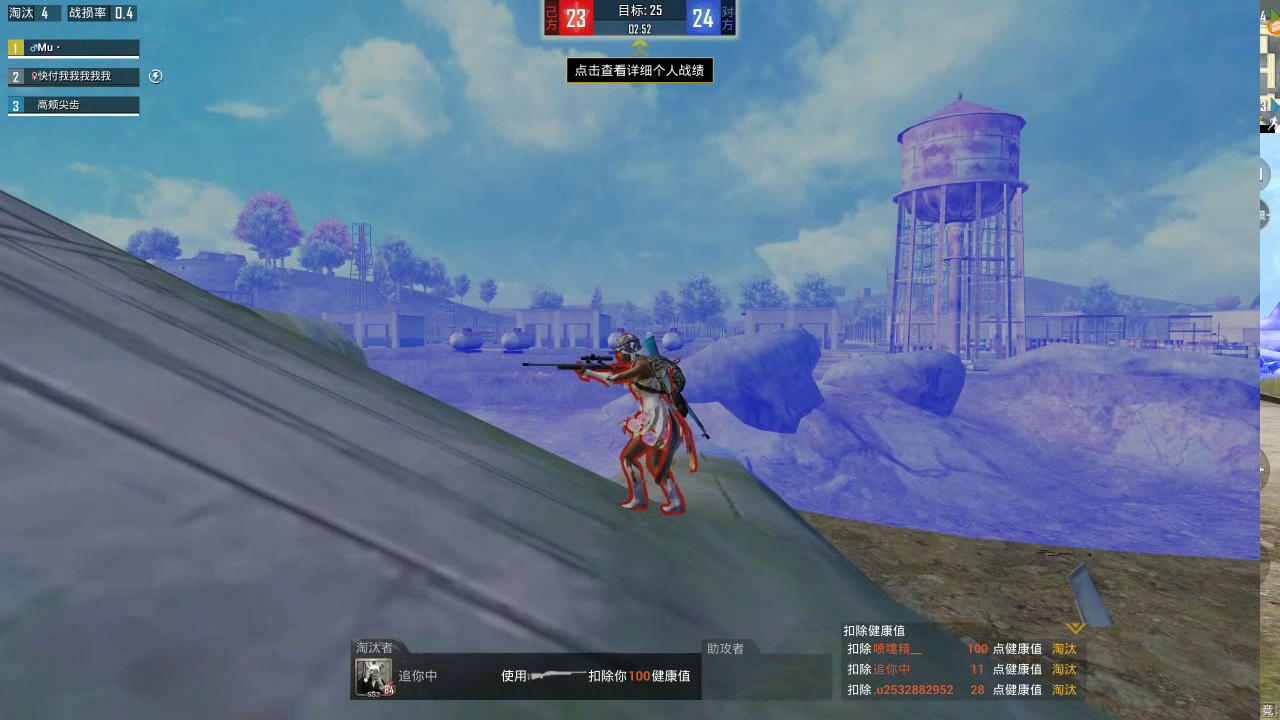 淘汰 4 战损率 0.4
己方 23 目标: 25 24 对方
02:52
点击查看详细个人战绩
1 ♂Mu·
2 ♀快付我我我我我
3 高颊尖齿
淘汰者 助攻者
追你中 使用 扣除你100健康值
84
扣除健康值
扣除嘀嚏精__ 100 点健康值 淘汰
扣除追你中 11 点健康值 淘汰
扣除.u2532882952 28 点健康值 淘汰
竞